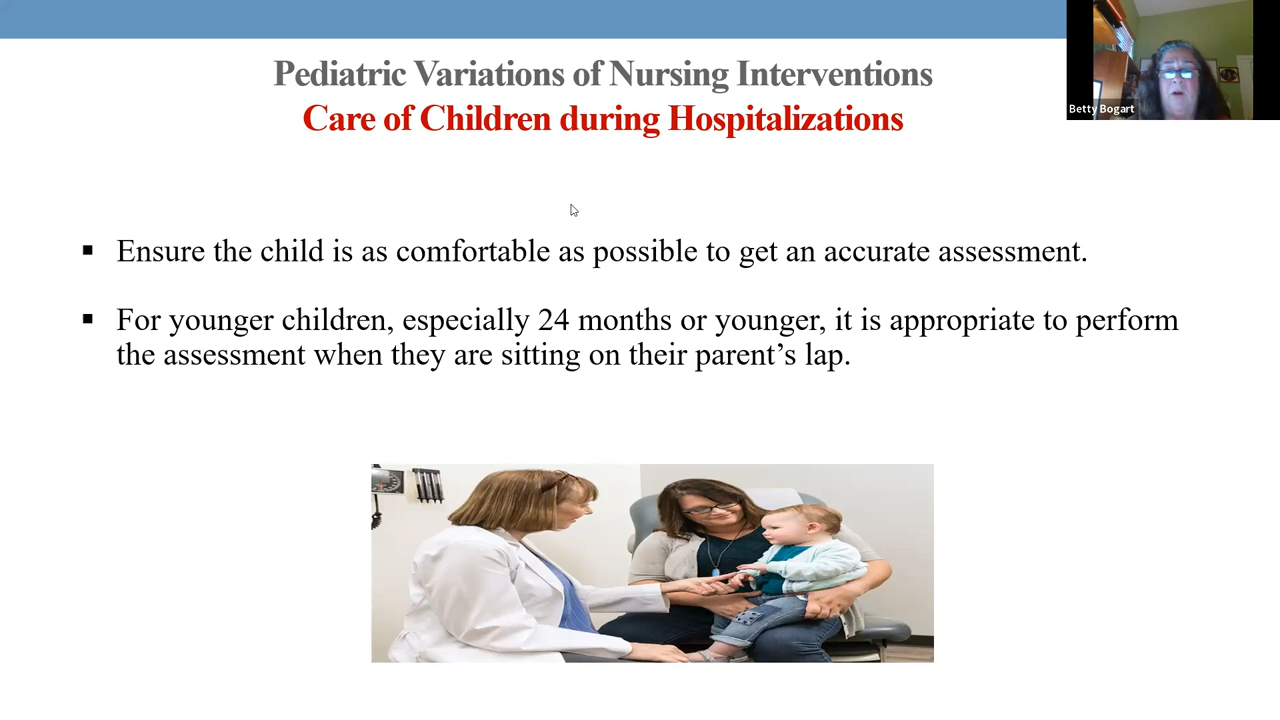 Pediatric Variations of Nursing Interventions
Care of Children during Hospitalizations
Betty Bogart
▪ Ensure the child is as comfortable as possible to get an accurate assessment.
▪ For younger children, especially 24 months or younger, it is appropriate to perform
the assessment when they are sitting on their parent’s lap.